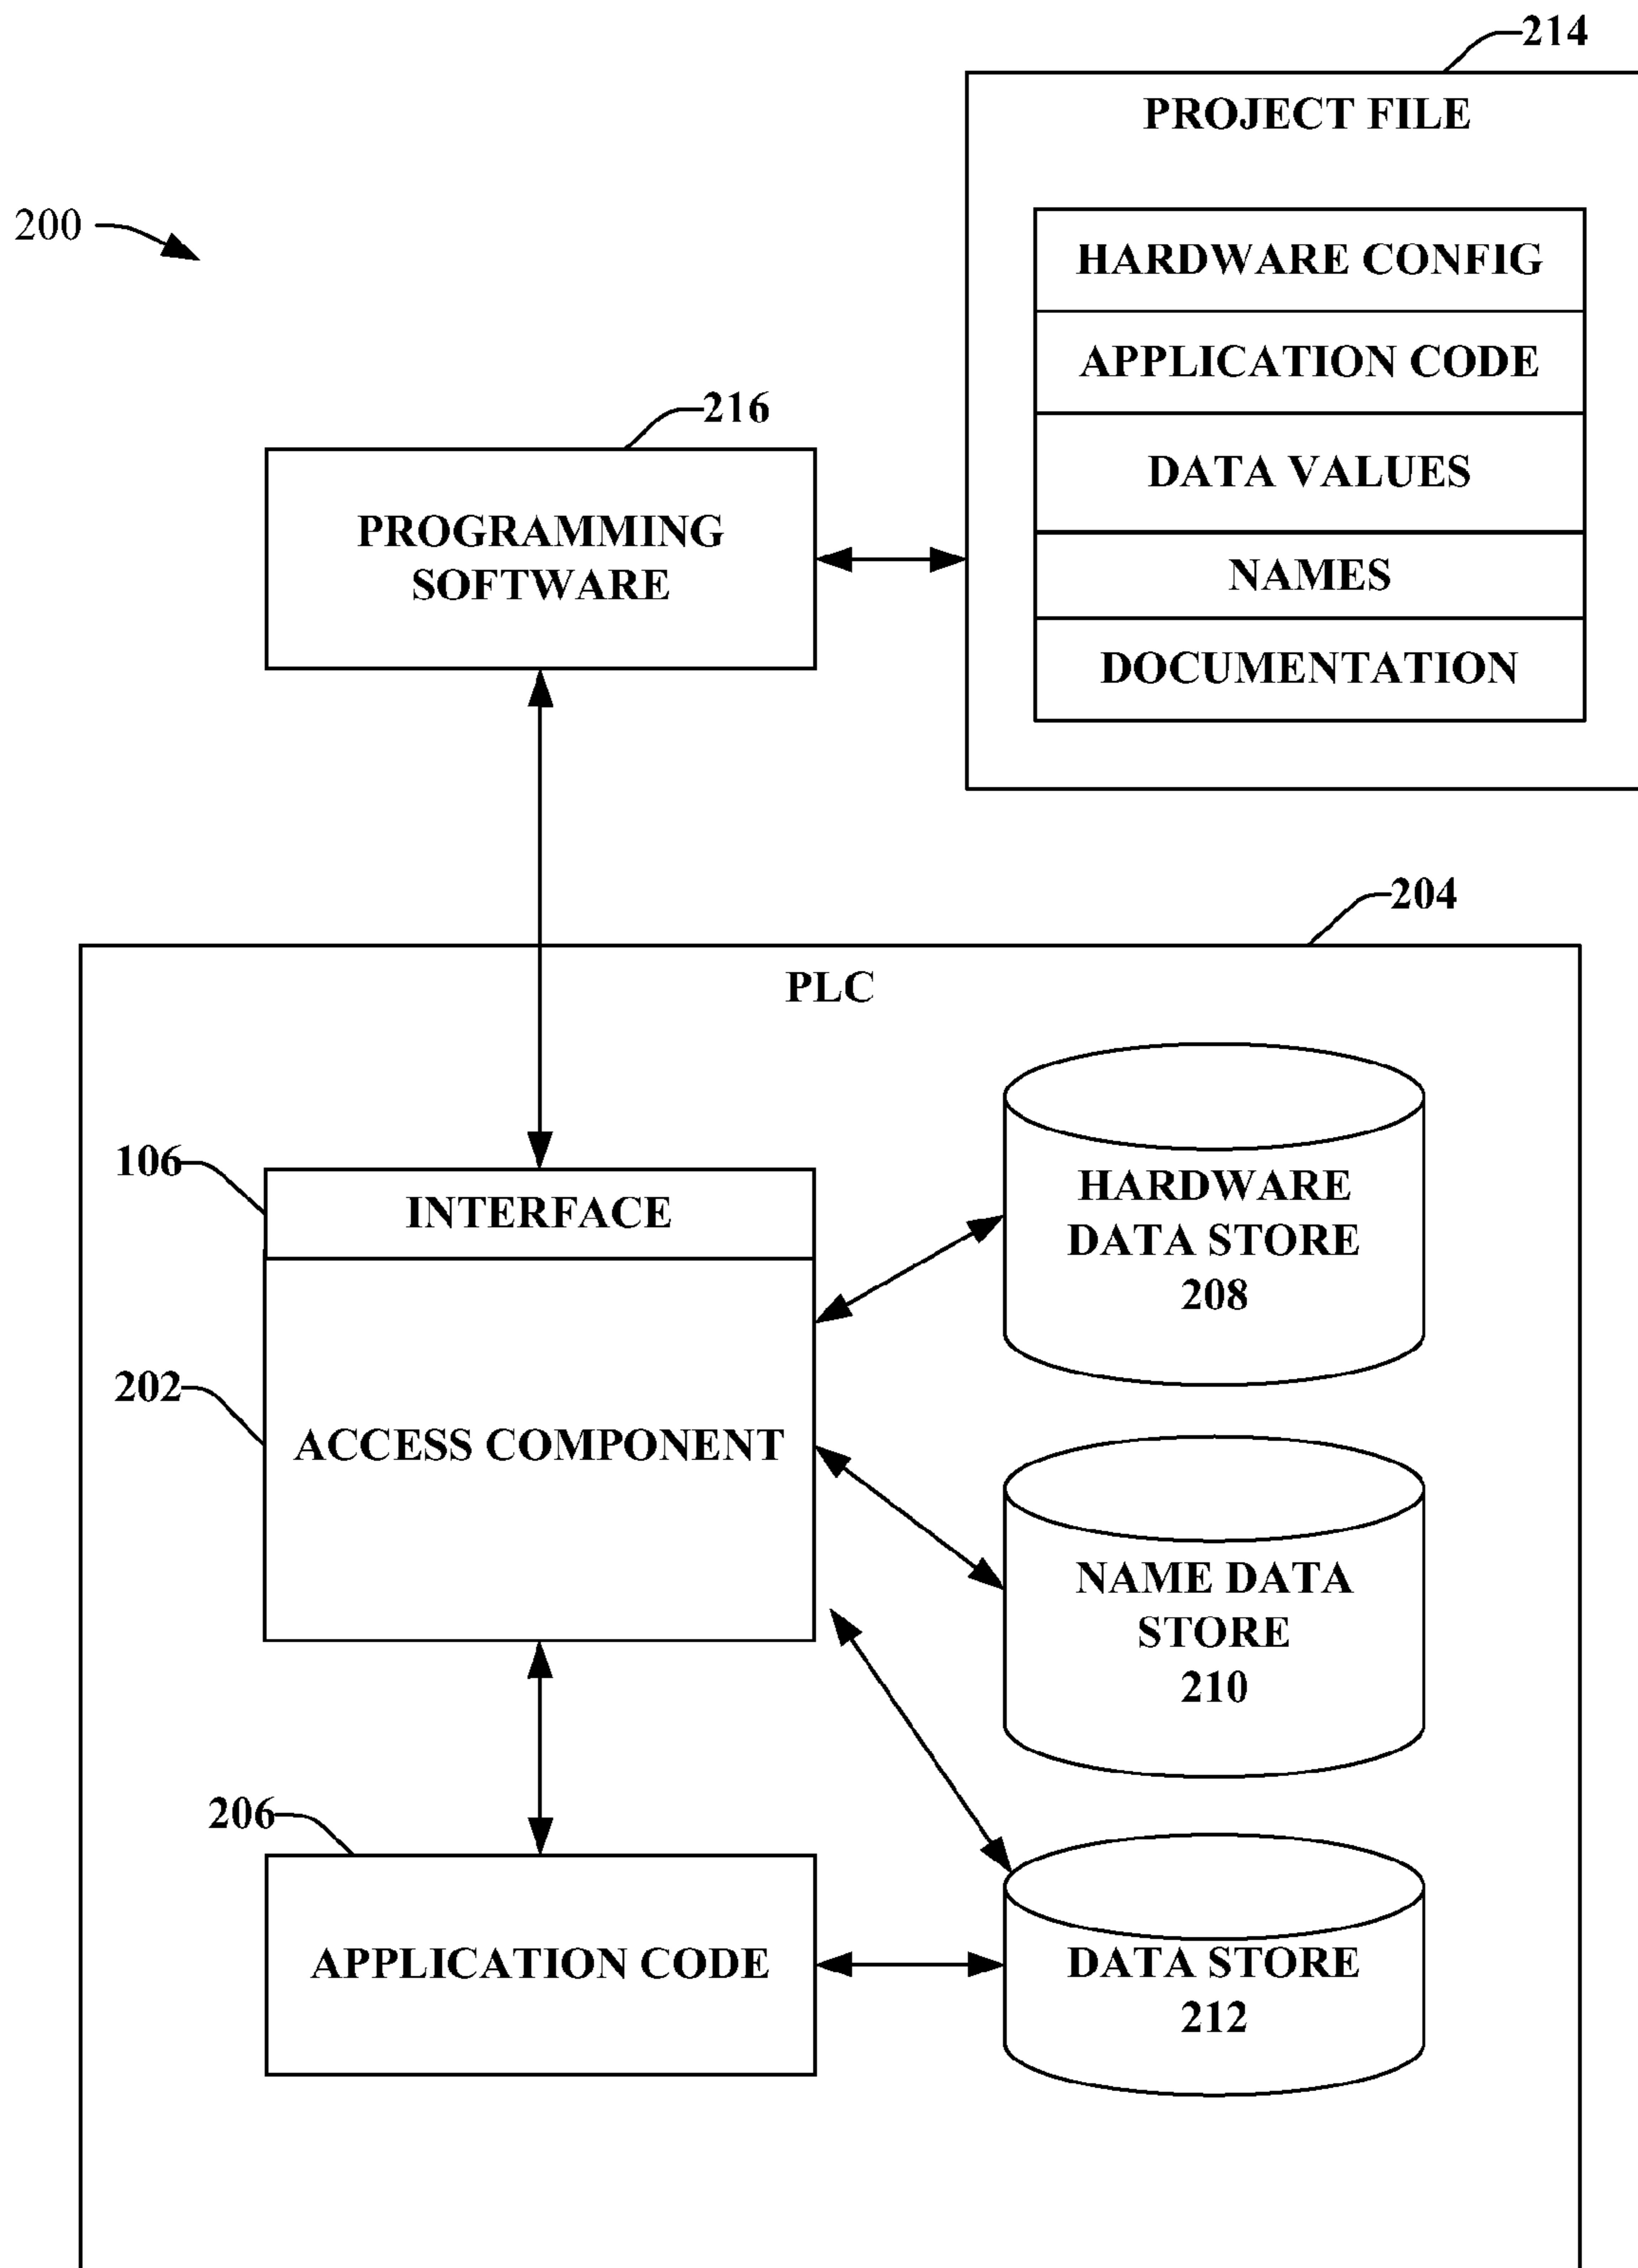 214
PROJECT FILE
200
HARDWARE CONFIG
APPLICATION CODE
DATA VALUES
NAMES
DOCUMENTATION
216
PROGRAMMING
SOFTWARE
204
PLC
106
INTERFACE
HARDWARE
DATA STORE
208
202
ACCESS COMPONENT
NAME DATA
STORE
210
206
APPLICATION CODE
DATA STORE
212